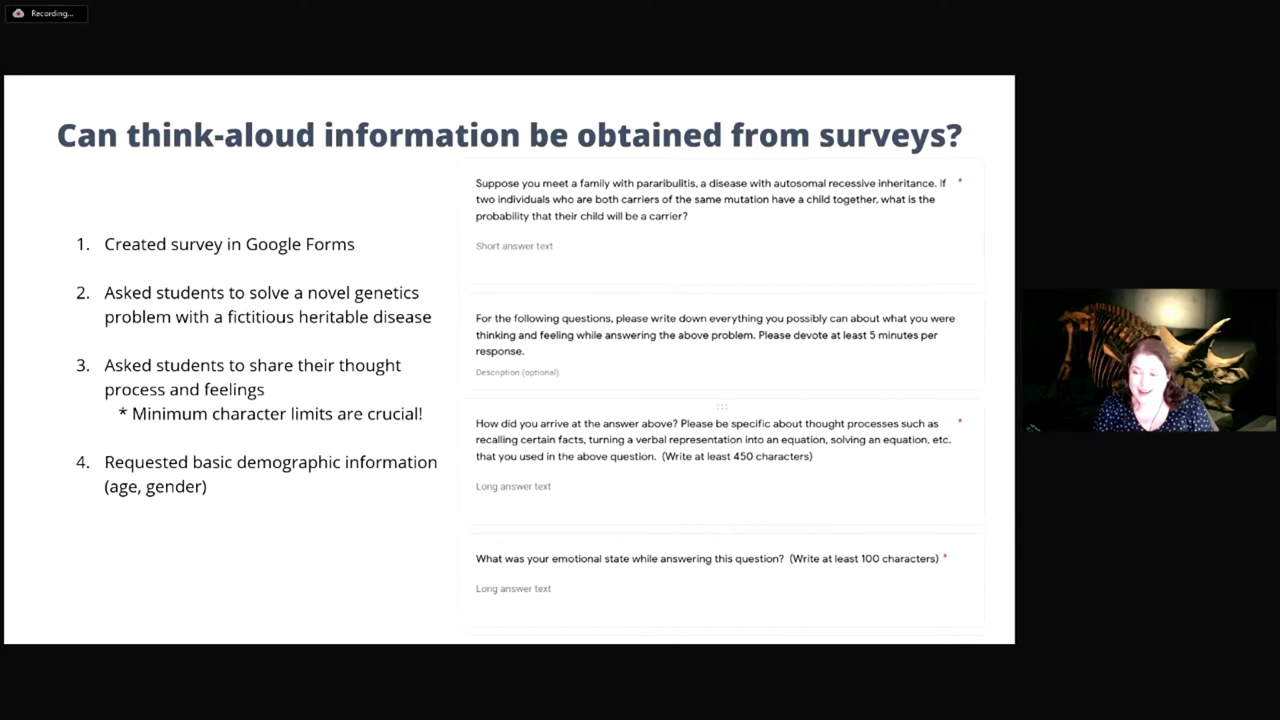 Recording...
Can think-aloud information be obtained from surveys?
1. Created survey in Google Forms
2. Asked students to solve a novel genetics
problem with a fictitious heritable disease
3. Asked students to share their thought
process and feelings
* Minimum character limits are crucial!
4. Requested basic demographic information
(age, gender)
Suppose you meet a family with pararibulitis, a disease with autosomal recessive inheritance. If *
two individuals who are both carriers of the same mutation have a child together, what is the
probability that their child will be a carrier?
Short answer text
For the following questions, please write down everything you possibly can about what you were
thinking and feeling while answering the above problem. Please devote at least 5 minutes per
response.
Description (optional)
How did you arrive at the answer above? Please be specific about thought processes such as *
recalling certain facts, turning a verbal representation into an equation, solving an equation, etc.
that you used in the above question. (Write at least 450 characters)
Long answer text
What was your emotional state while answering this question? (Write at least 100 characters) *
Long answer text